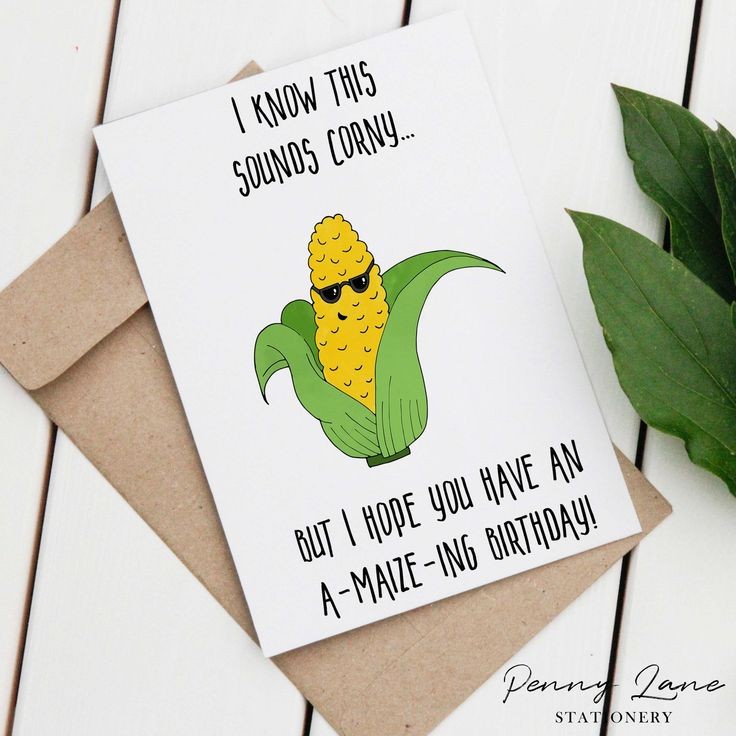 I KNOW THIS
SOUNDS CORNY...
BUT I HOPE YOU HAVE AN
A-MAIZE-ING BIRTHDAY!
Penny Lane
STATIONERY